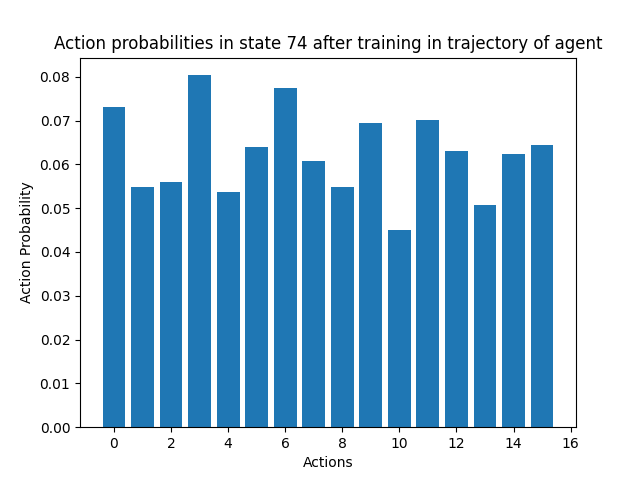 Action probabilities in state 74 after training in trajectory of agent
0.08
0.07
0.06
0.05
0.04
0.03
0.02
0.01
0.00
Action Probability
0 2 4 6 8 10 12 14 16
Actions